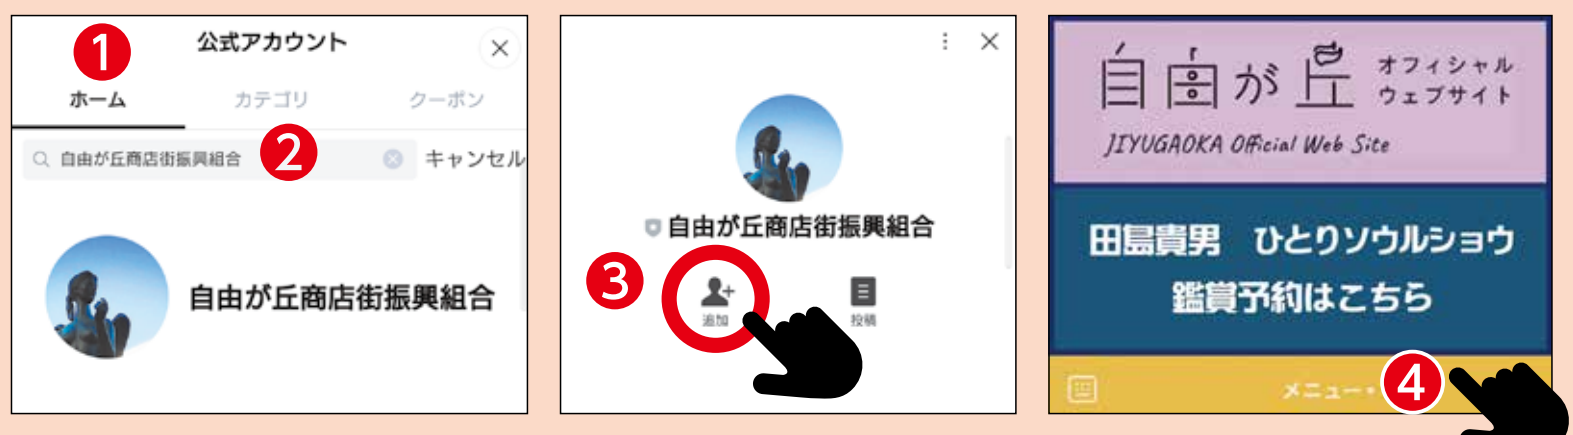 1
公式アカウント
ホーム
カテゴリ
クーポン
2
自由が丘商店街振興組合
キャンセル
自由が丘商店街振興組合
自由が丘商店街振興組合
3
追加
投稿
自由が丘
オフィシャル
ウェブサイト
JIYUGAOKA Official Web Site
田島貴男 ひとりソウルショウ
鑑賞予約はこちら
メニュー
4